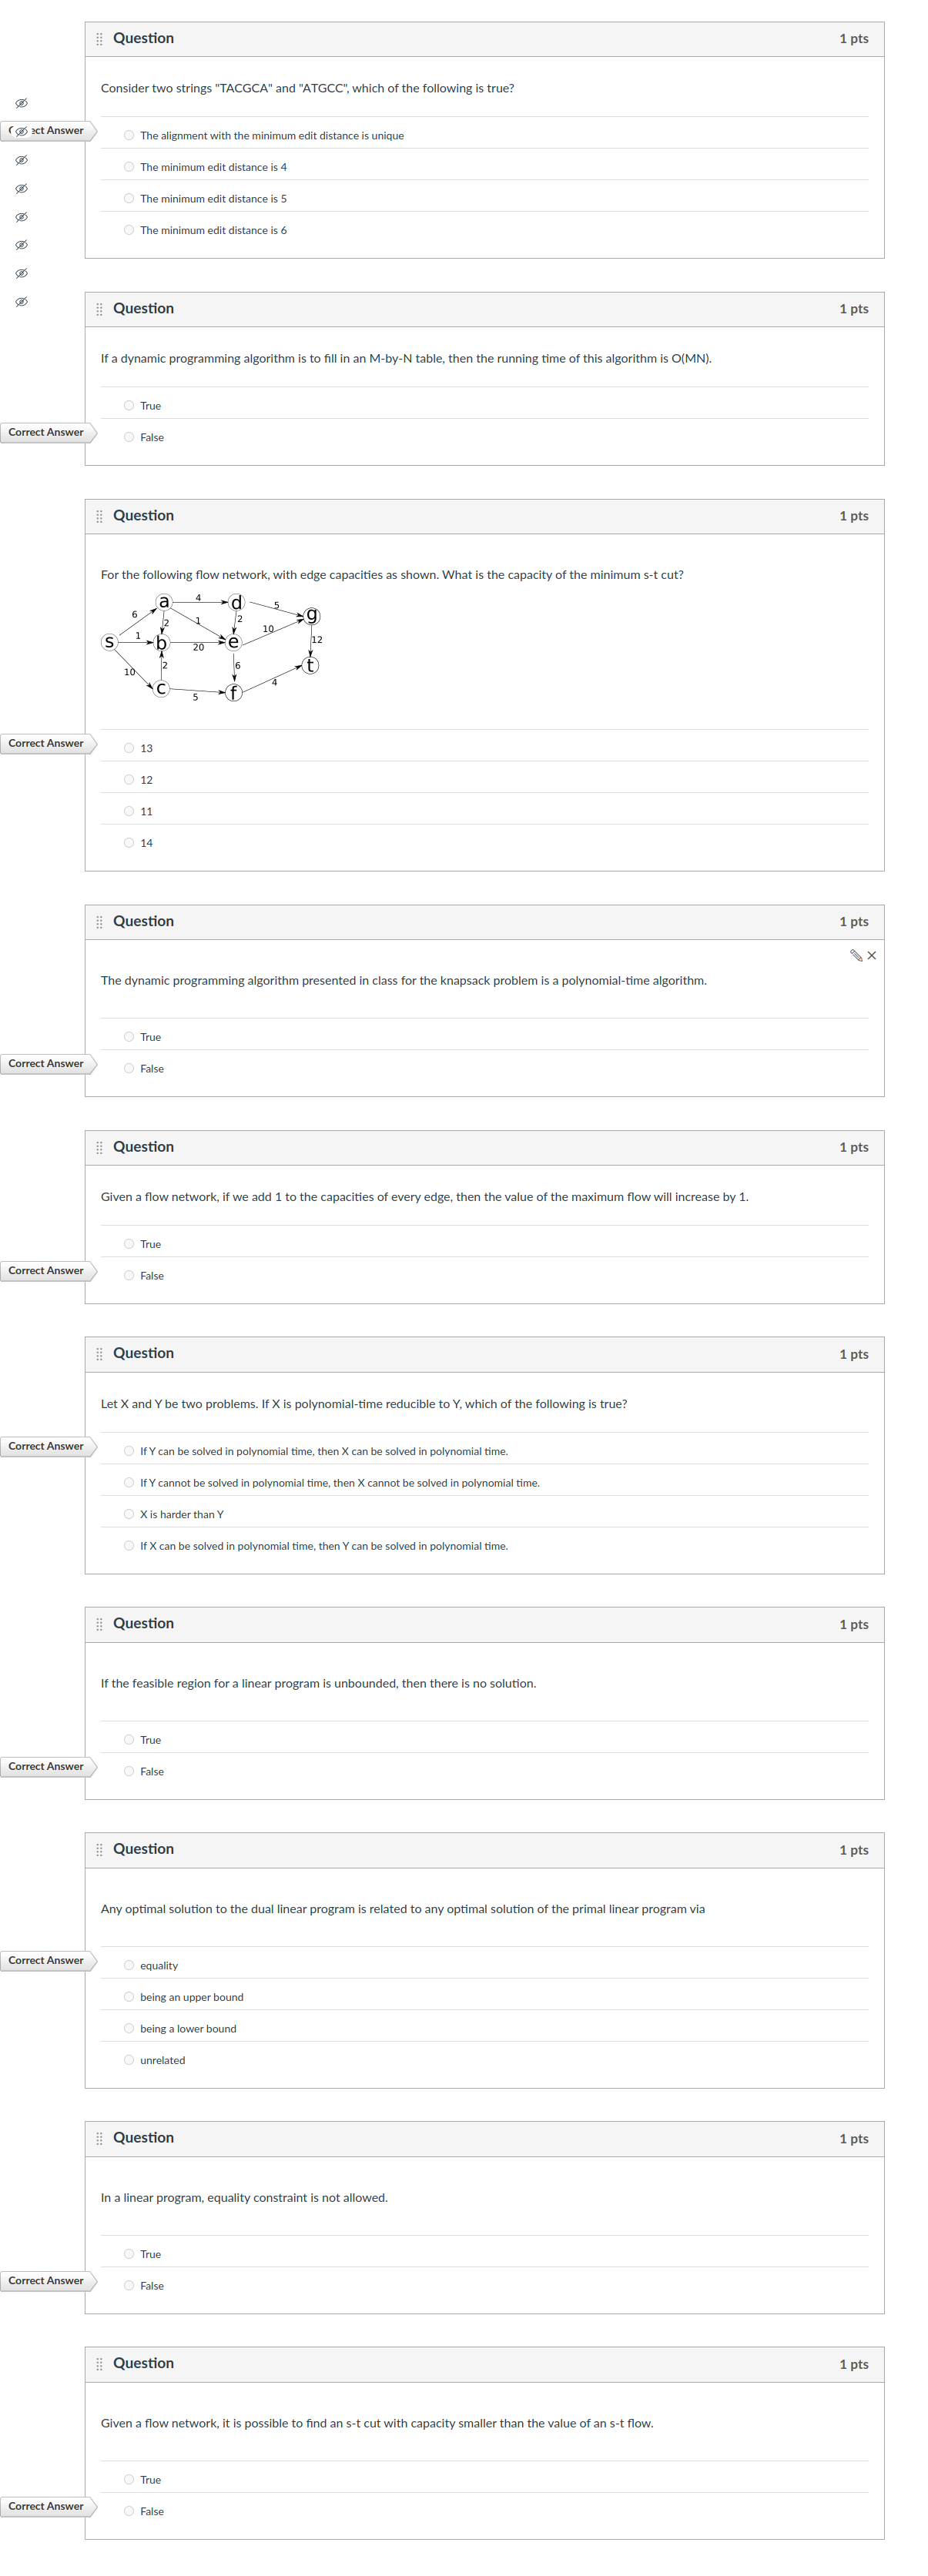 Question 1 pts
Consider two strings "TACGCA" and "ATGCC", which of the following is true?
ect Answer
The alignment with the minimum edit distance is unique
The minimum edit distance is 4
The minimum edit distance is 5
The minimum edit distance is 6
Question 1 pts
If a dynamic programming algorithm is to fill in an M-by-N table, then the running time of this algorithm is O(MN).
True
Correct Answer
False
Question 1 pts
For the following flow network, with edge capacities as shown. What is the capacity of the minimum s-t cut?
a 4 d 5 g
6 2 1 2 10
s 1 b 20 e 12
10 2 6 t
c 5 f 4
Correct Answer
13
12
11
14
Question 1 pts
The dynamic programming algorithm presented in class for the knapsack problem is a polynomial-time algorithm.
True
Correct Answer
False
Question 1 pts
Given a flow network, if we add 1 to the capacities of every edge, then the value of the maximum flow will increase by 1.
True
Correct Answer
False
Question 1 pts
Let X and Y be two problems. If X is polynomial-time reducible to Y, which of the following is true?
Correct Answer
If Y can be solved in polynomial time, then X can be solved in polynomial time.
If Y cannot be solved in polynomial time, then X cannot be solved in polynomial time.
X is harder than Y
If X can be solved in polynomial time, then Y can be solved in polynomial time.
Question 1 pts
If the feasible region for a linear program is unbounded, then there is no solution.
True
Correct Answer
False
Question 1 pts
Any optimal solution to the dual linear program is related to any optimal solution of the primal linear program via
Correct Answer
equality
being an upper bound
being a lower bound
unrelated
Question 1 pts
In a linear program, equality constraint is not allowed.
True
Correct Answer
False
Question 1 pts
Given a flow network, it is possible to find an s-t cut with capacity smaller than the value of an s-t flow.
True
Correct Answer
False